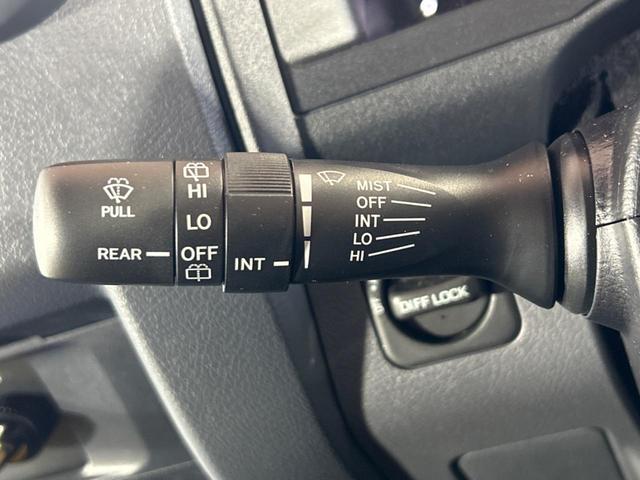 PULL
REAR
HI
LO
OFF
INT
MIST
OFF
INT
LO
HI
DIFF LOCK